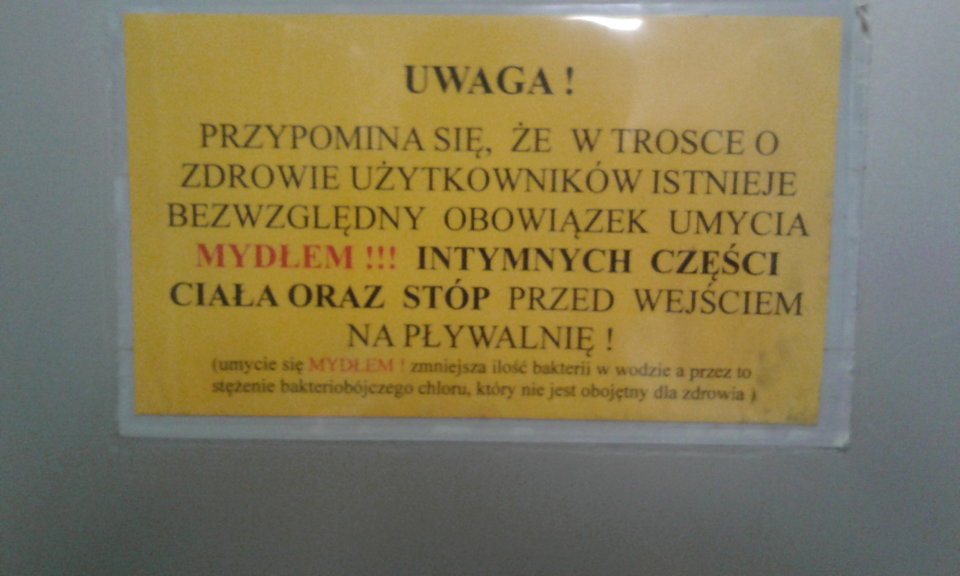 UWAGA !
PRZYPOMINA SIĘ, ŻE W TROSCE O
ZDROWIE UŻYTKOWNIKÓW ISTNIEJE
BEZWZGLĘDNY OBOWIĄZEK UMYCIA
MYDŁEM !!! INTYMNYCH CZĘŚCI
CIAŁA ORAZ STÓP PRZED WEJŚCIEM
NA PŁYWALNIĘ !
(umycie się MYDŁEM ! zmniejsza ilość bakterii w wodzie a przez to
stężenie bakteriobójczego chloru, który nie jest obojętny dla zdrowia )